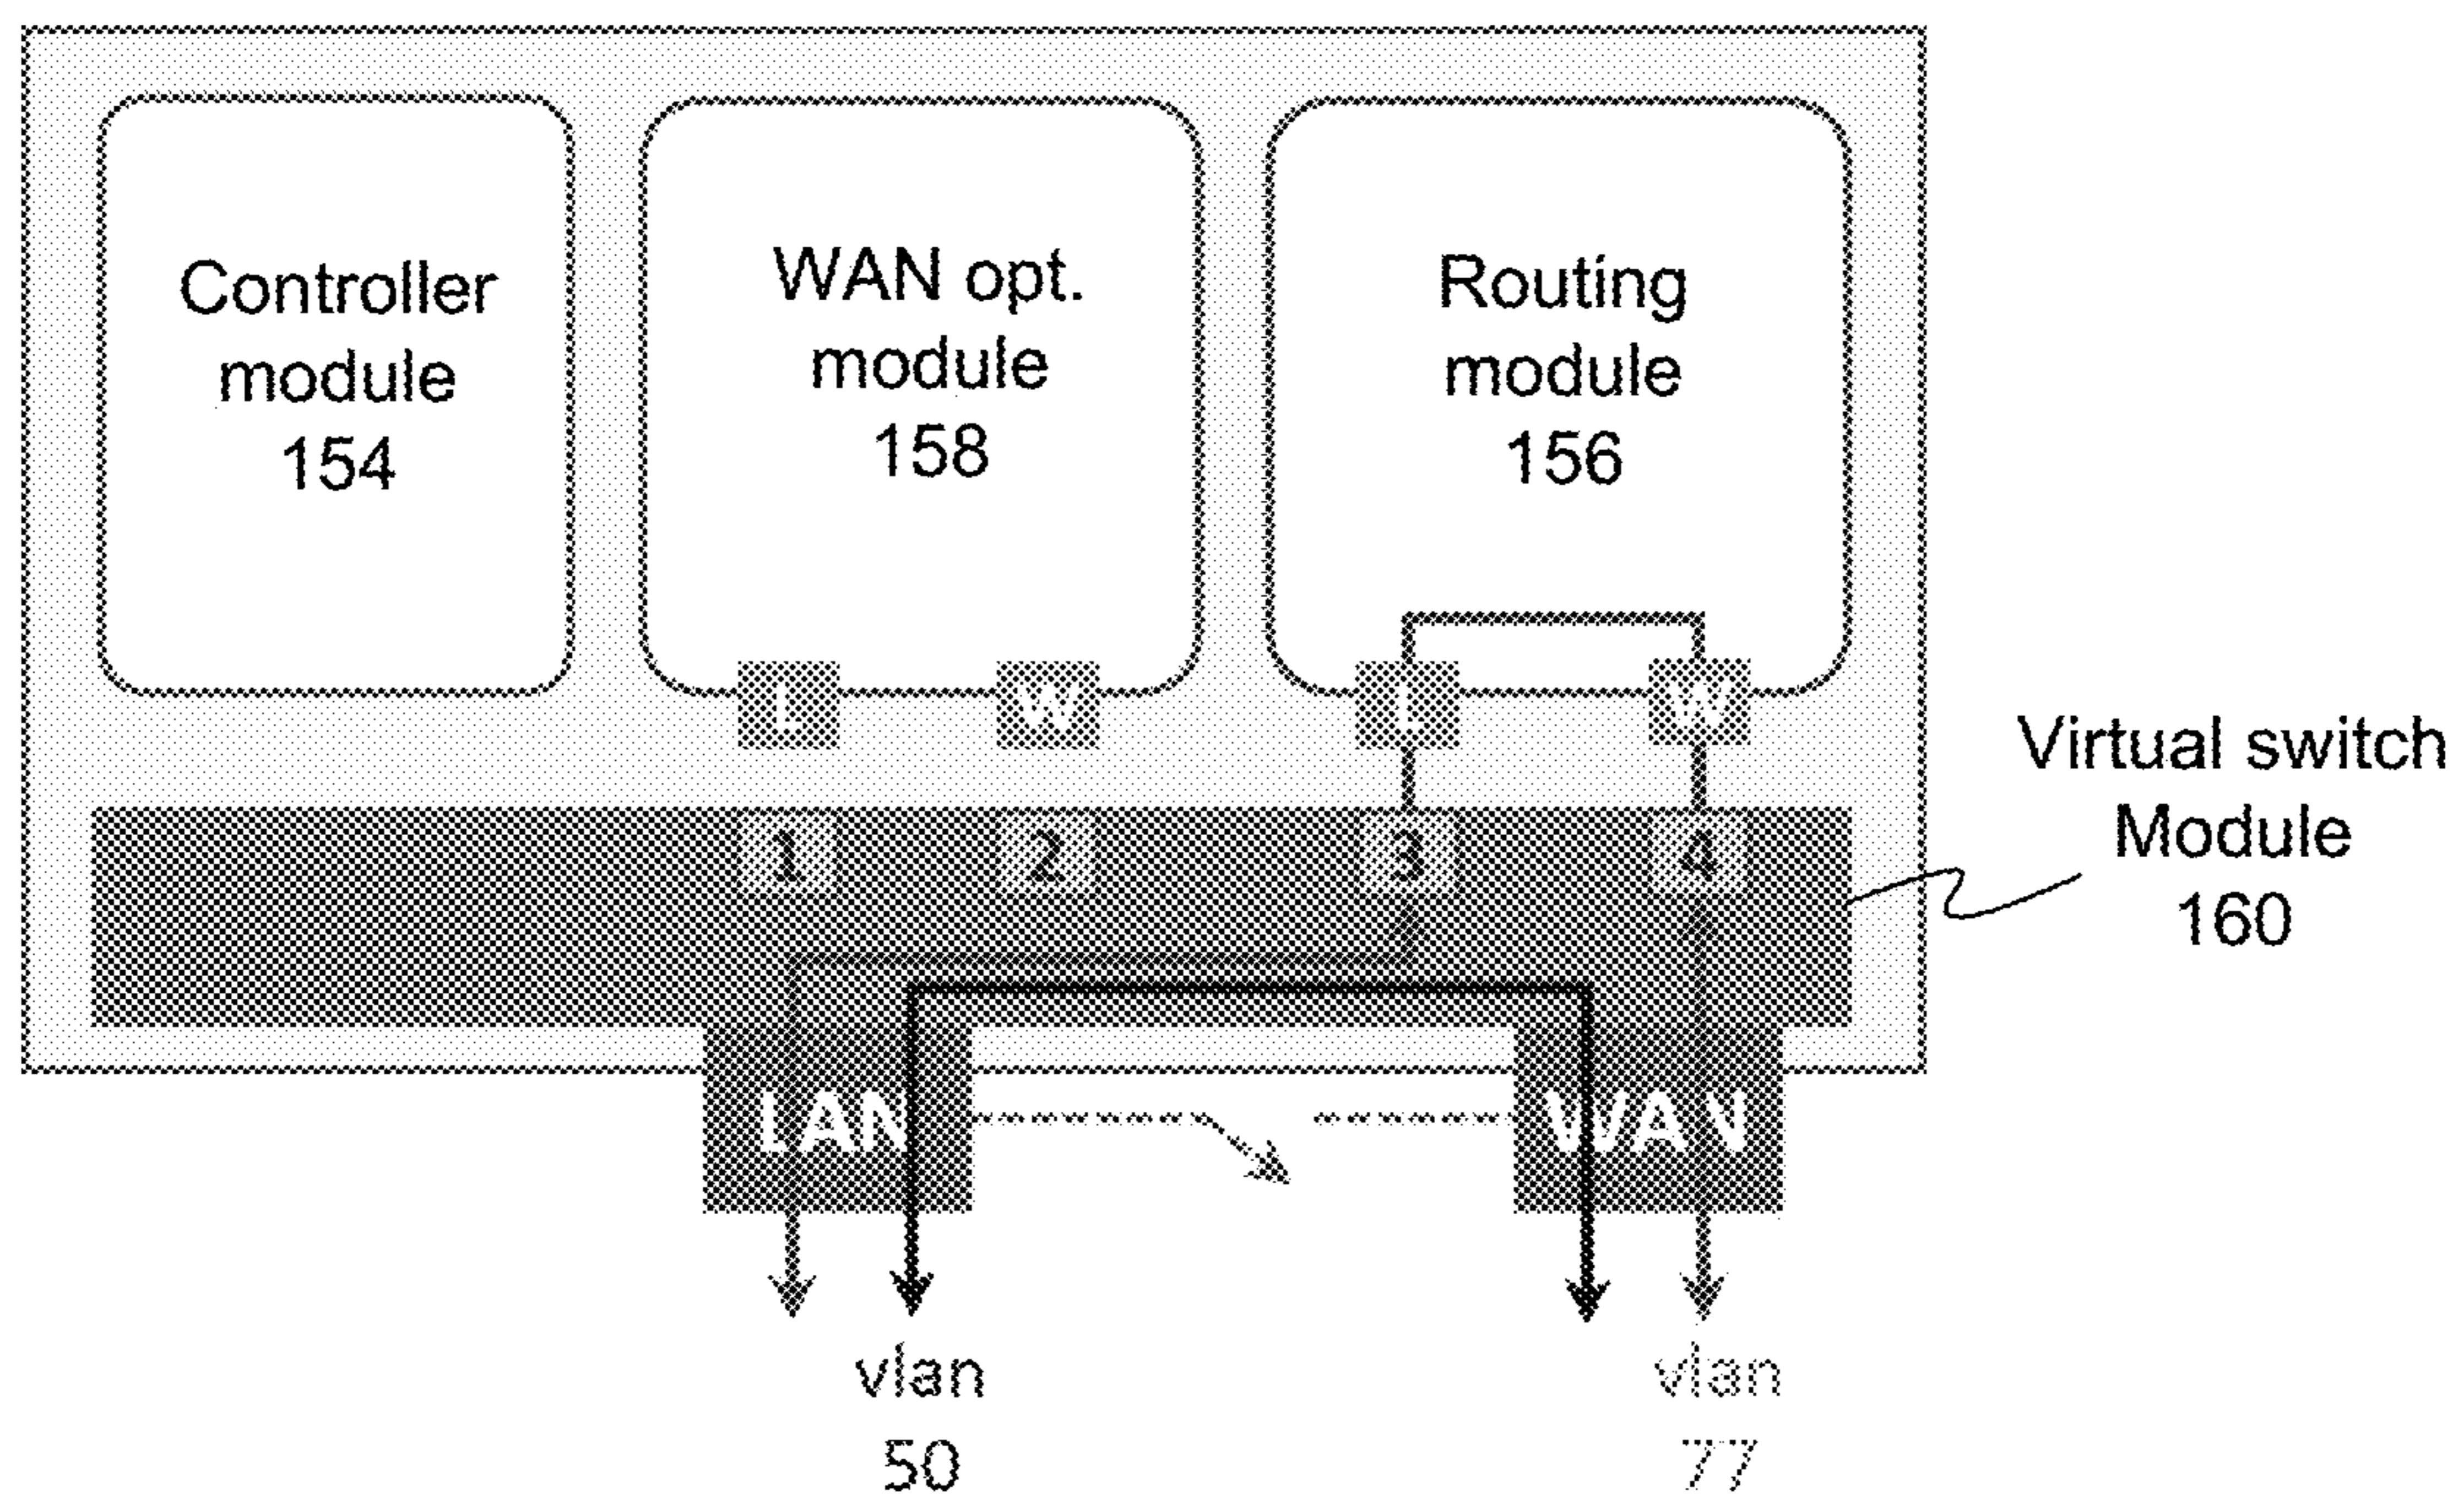 Controller
module
154
WAN opt.
module
158
Routing
module
156
L
W
L
W
Virtual switch
Module
160
1
2
3
4
LAN
WAN
vlan
50
vlan
77